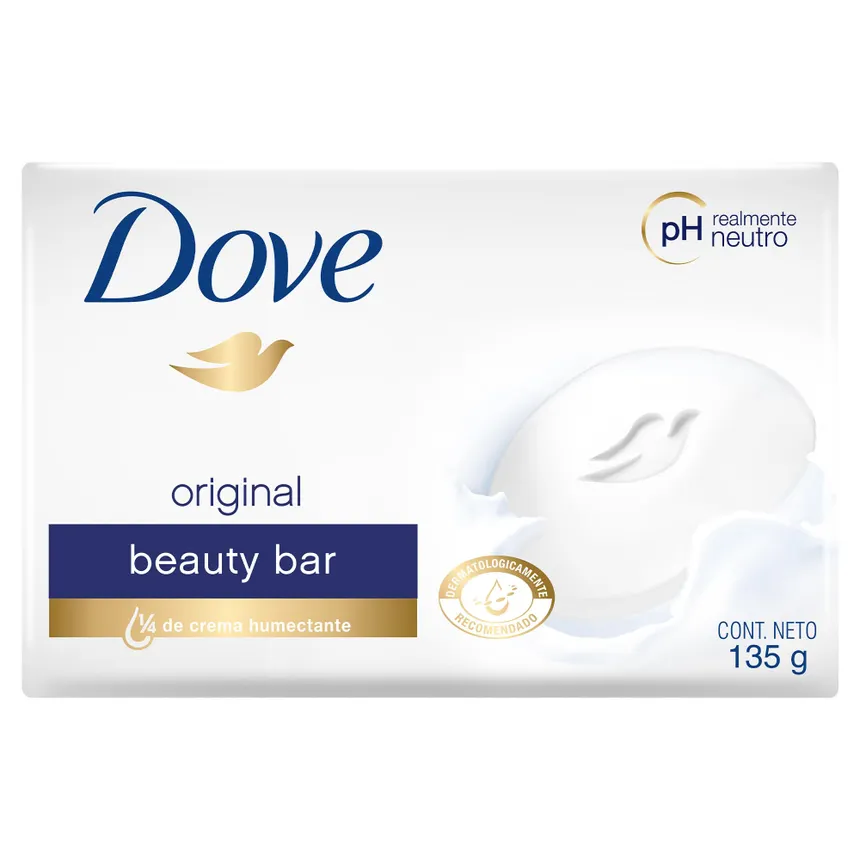 Dove
pH realmente
neutro
original
beauty bar
¼ de crema humectante
DERMATOLOGICAMENTE
RECOMENDADO
CONT. NETO
135 g